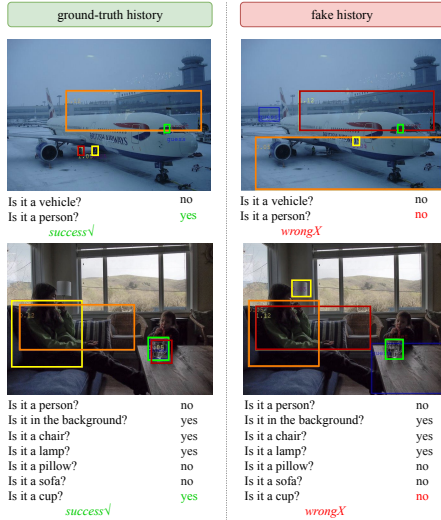 ground-truth history
fake history
Is it a vehicle? no
Is it a person? yes
success√
Is it a vehicle? no
Is it a person? no
wrongX
Is it a person? no
Is it in the background? yes
Is it a chair? yes
Is it a lamp? yes
Is it a pillow? no
Is it a sofa? no
Is it a cup? yes
success√
Is it a person? no
Is it in the background? yes
Is it a chair? yes
Is it a lamp? yes
Is it a pillow? no
Is it a sofa? no
Is it a cup? no
wrongX